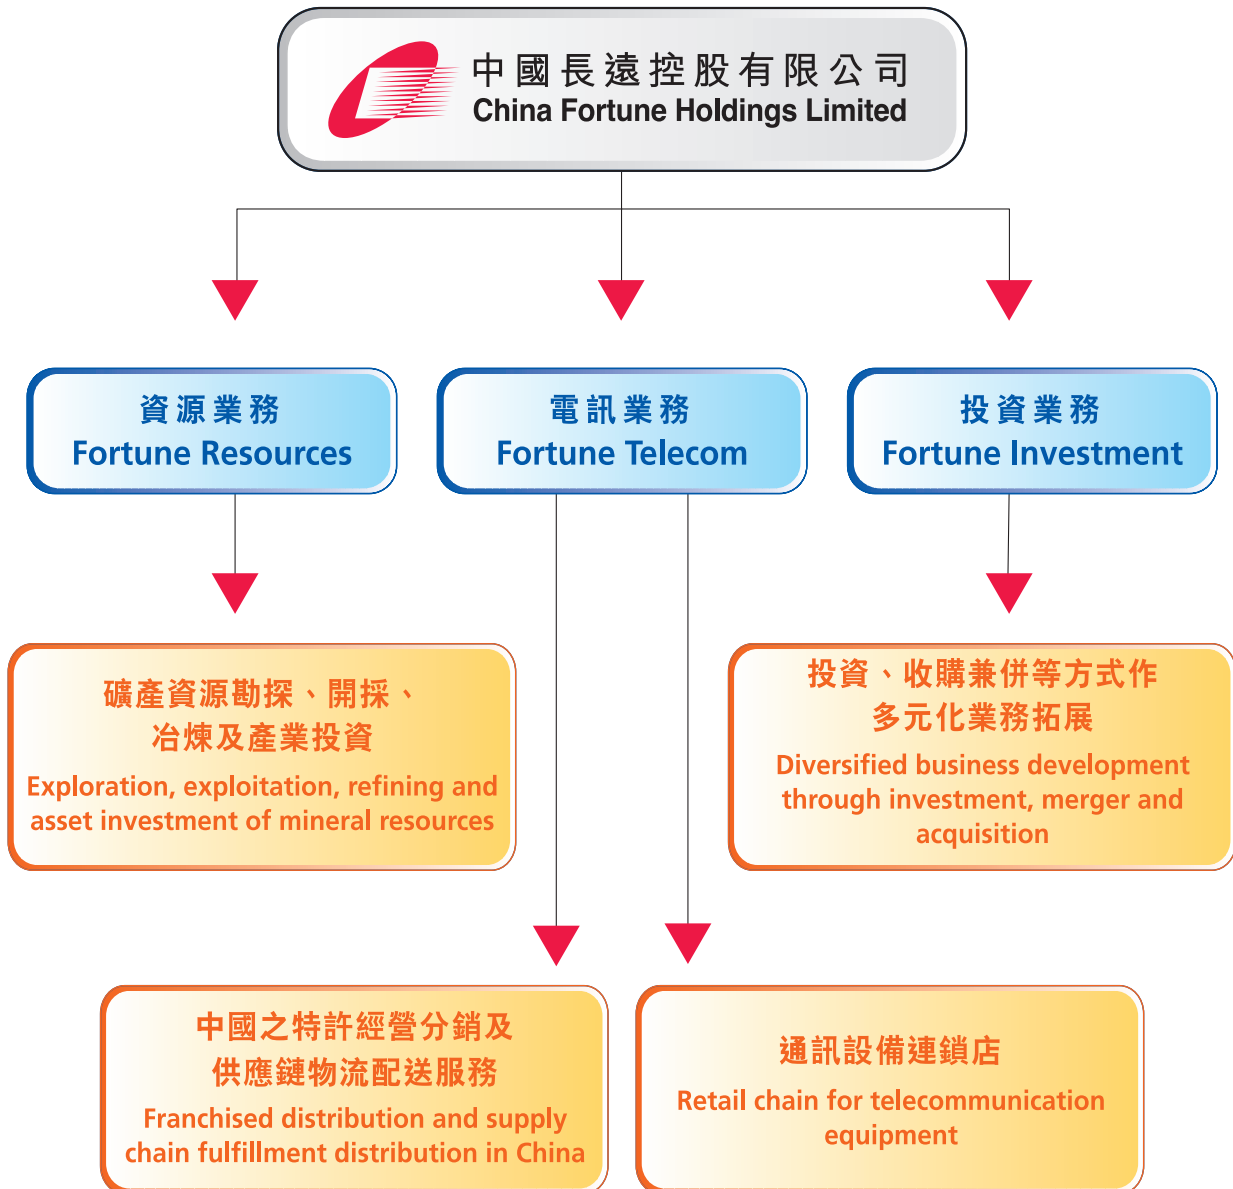 中國長遠控股有限公司
China Fortune Holdings Limited
資源業務
Fortune Resources
電訊業務
Fortune Telecom
投資業務
Fortune Investment
礦產資源勘探、開採、
冶煉及產業投資
Exploration, exploitation, refining and
asset investment of mineral resources
投資、收購兼併等方式作
多元化業務拓展
Diversified business development
through investment, merger and
acquisition
中國之特許經營分銷及
供應鏈物流配送服務
Franchised distribution and supply
chain fulfillment distribution in China
通訊設備連鎖店
Retail chain for telecommunication
equipment